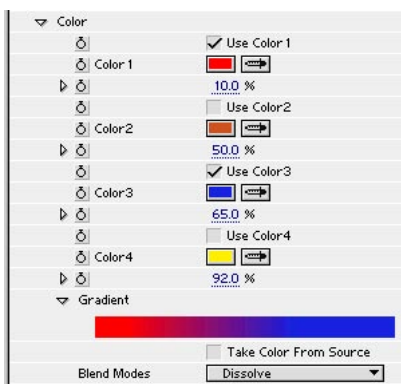 Color
Use Color 1
Color 1
10.0 %
Use Color2
Color2
50.0 %
Use Color3
Color3
65.0 %
Use Color4
Color4
92.0 %
Gradient
Take Color From Source
Blend Modes Dissolve